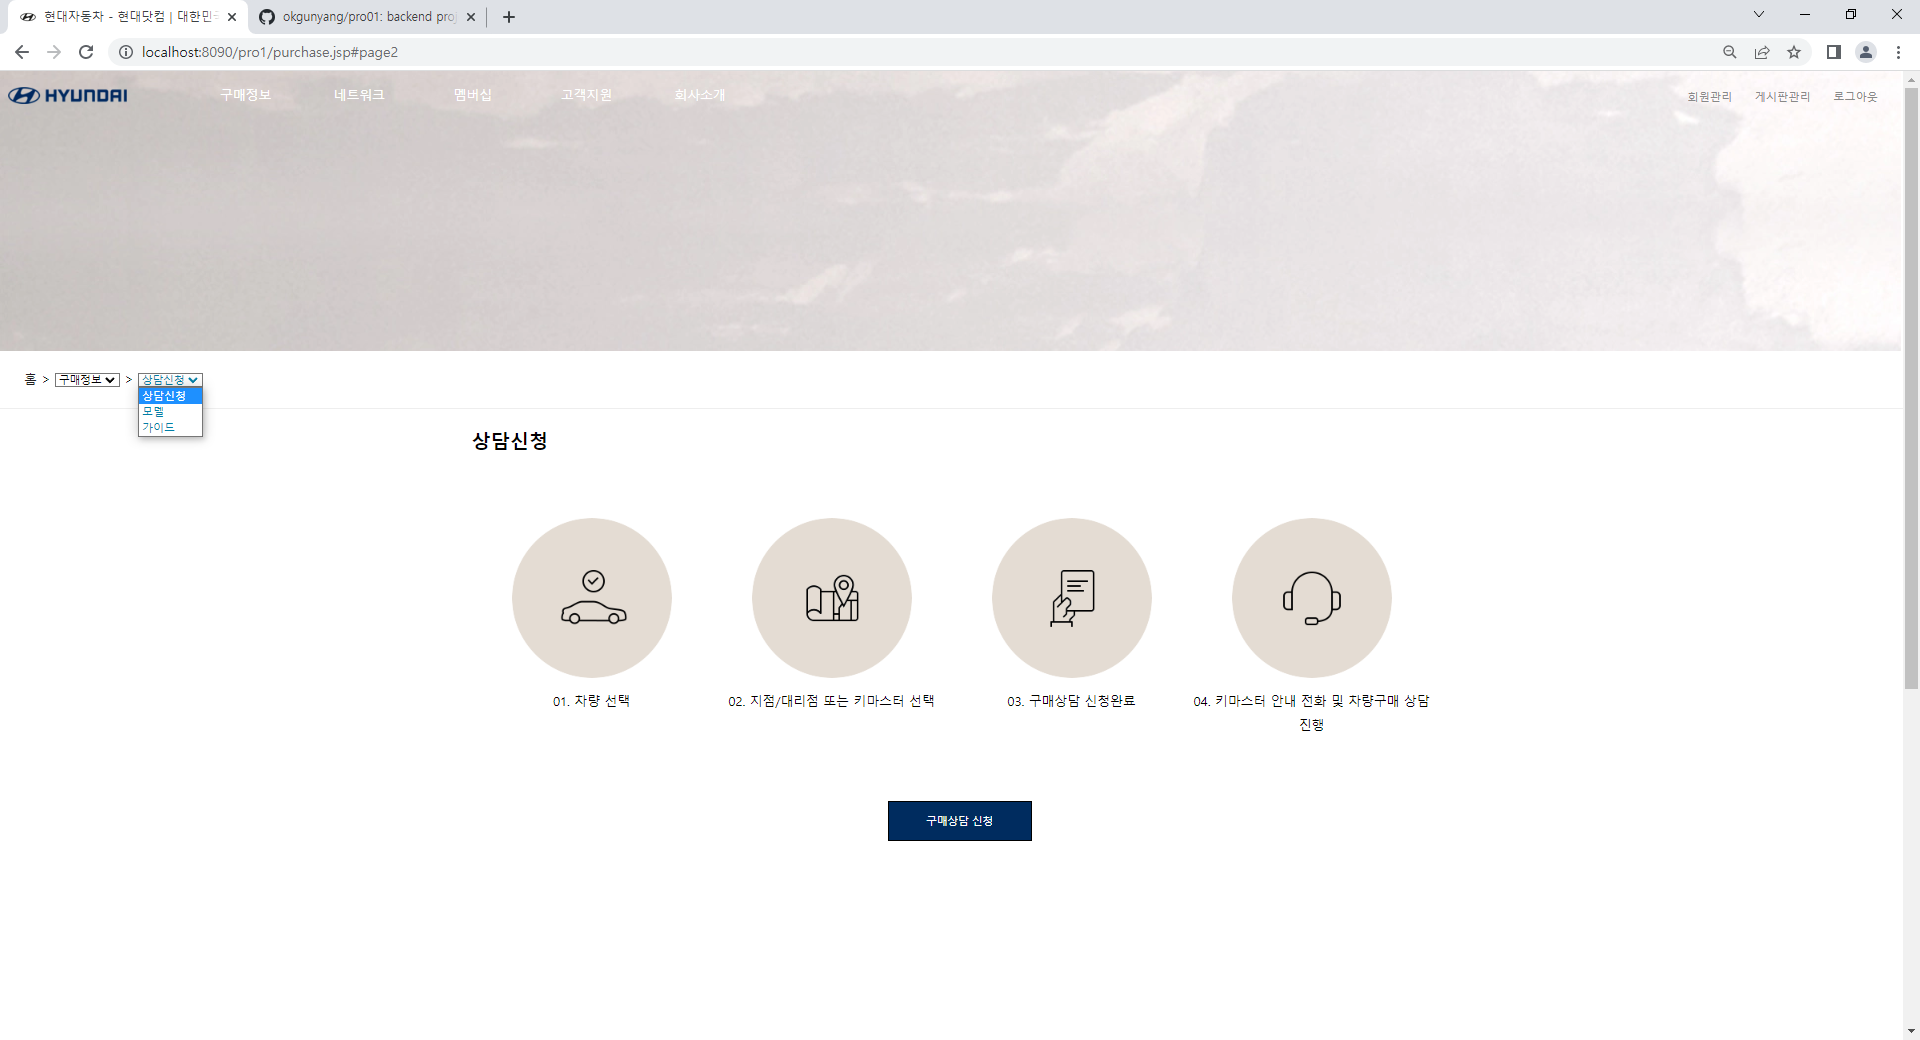 현대자동차 - 현대닷컴 | 대한민국
okgunyang/pro01: backend proj
localhost:8090/pro1/purchase.jsp#page2
HYUNDAI 구매정보 네트워크 멤버십 고객지원 회사소개 회원관리 게시판관리 로그아웃
홈 > 구매정보 > 상담신청
상담신청
모델
가이드
상담신청
01. 차량 선택
02. 지점/대리점 또는 키마스터 선택
03. 구매상담 신청완료
04. 키마스터 안내 전화 및 차량구매 상담
진행
구매상담 신청